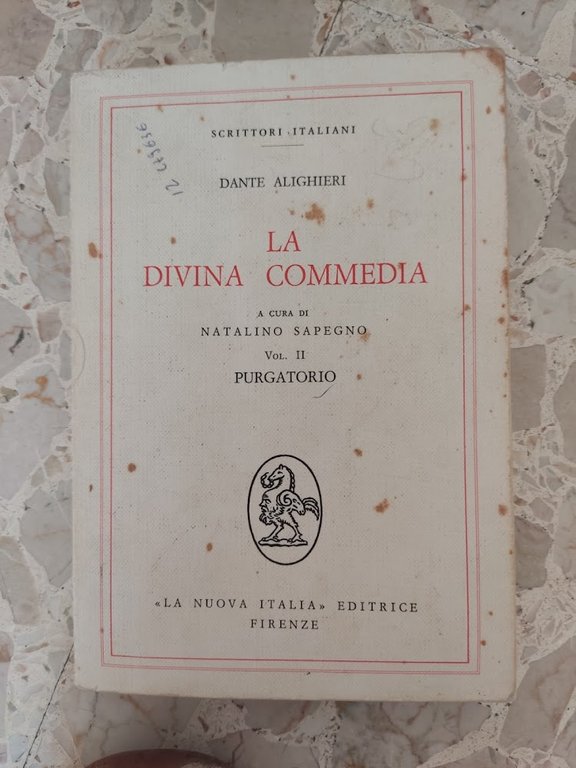 SCRITTORI ITALIANI
DANTE ALIGHIERI
LA
DIVINA COMMEDIA
A CURA DI
NATALINO SAPEGNO
VOL. II
PURGATORIO
«LA NUOVA ITALIA» EDITRICE
FIRENZE